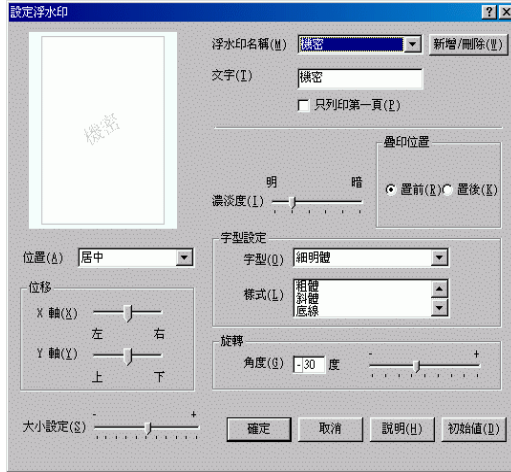 設定浮水印
浮水印名稱(M) 機密 新增/刪除(W)
文字(T) 機密
只列印第一頁(P)
機密
疊印位置
明 暗
濃淡度(I)
置前(R) 置後(K)
位置(A) 居中
字型設定
字型(O) 細明體
樣式(L) 粗體
斜體
底線
位移
X 軸(X)
左 右
Y 軸(Y)
上 下
旋轉
- +
角度(G) -30 度
大小設定(S) - +
確定 取消 說明(H) 初始值(D)